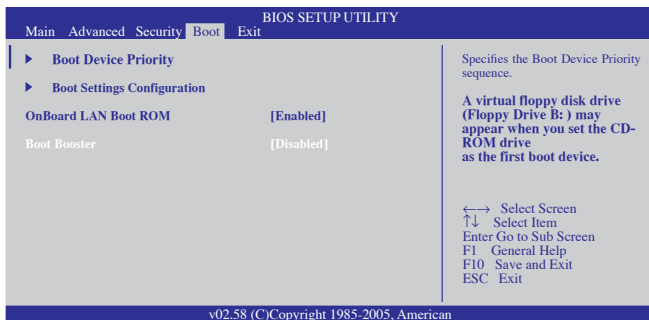 BIOS SETUP UTILITY
Main Advanced Security Boot Exit
Boot Device Priority
Boot Settings Configuration
OnBoard LAN Boot ROM [Enabled]
Boot Booster [Disabled]
Specifies the Boot Device Priority
sequence.
A virtual floppy disk drive
(Floppy Drive B: ) may
appear when you set the CD-
ROM drive
as the first boot device.
←→ Select Screen
↑↓ Select Item
Enter Go to Sub Screen
F1 General Help
F10 Save and Exit
ESC Exit
v02.58 (C)Copyright 1985-2005, American